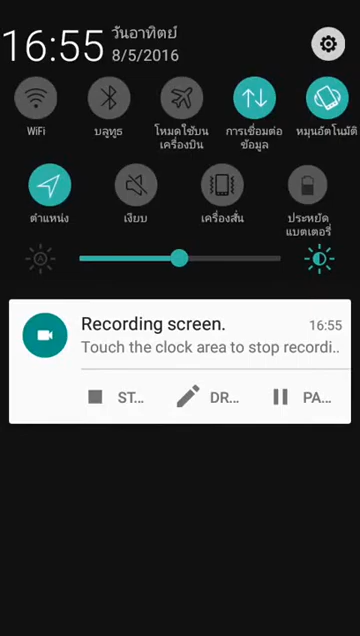 16:55
วันอาทิตย์
8/5/2016
WiFi
บลูทูธ
โหมดใช้บน
เครื่องบิน
การเชื่อมต่อ
ข้อมูล
หมุนอัตโนมัติ
ตำแหน่ง
เงียบ
เครื่องสั่น
ประหยัด
แบตเตอรี่
A
Recording screen.
16:55
Touch the clock area to stop recordi..
ST...
DR...
PA...